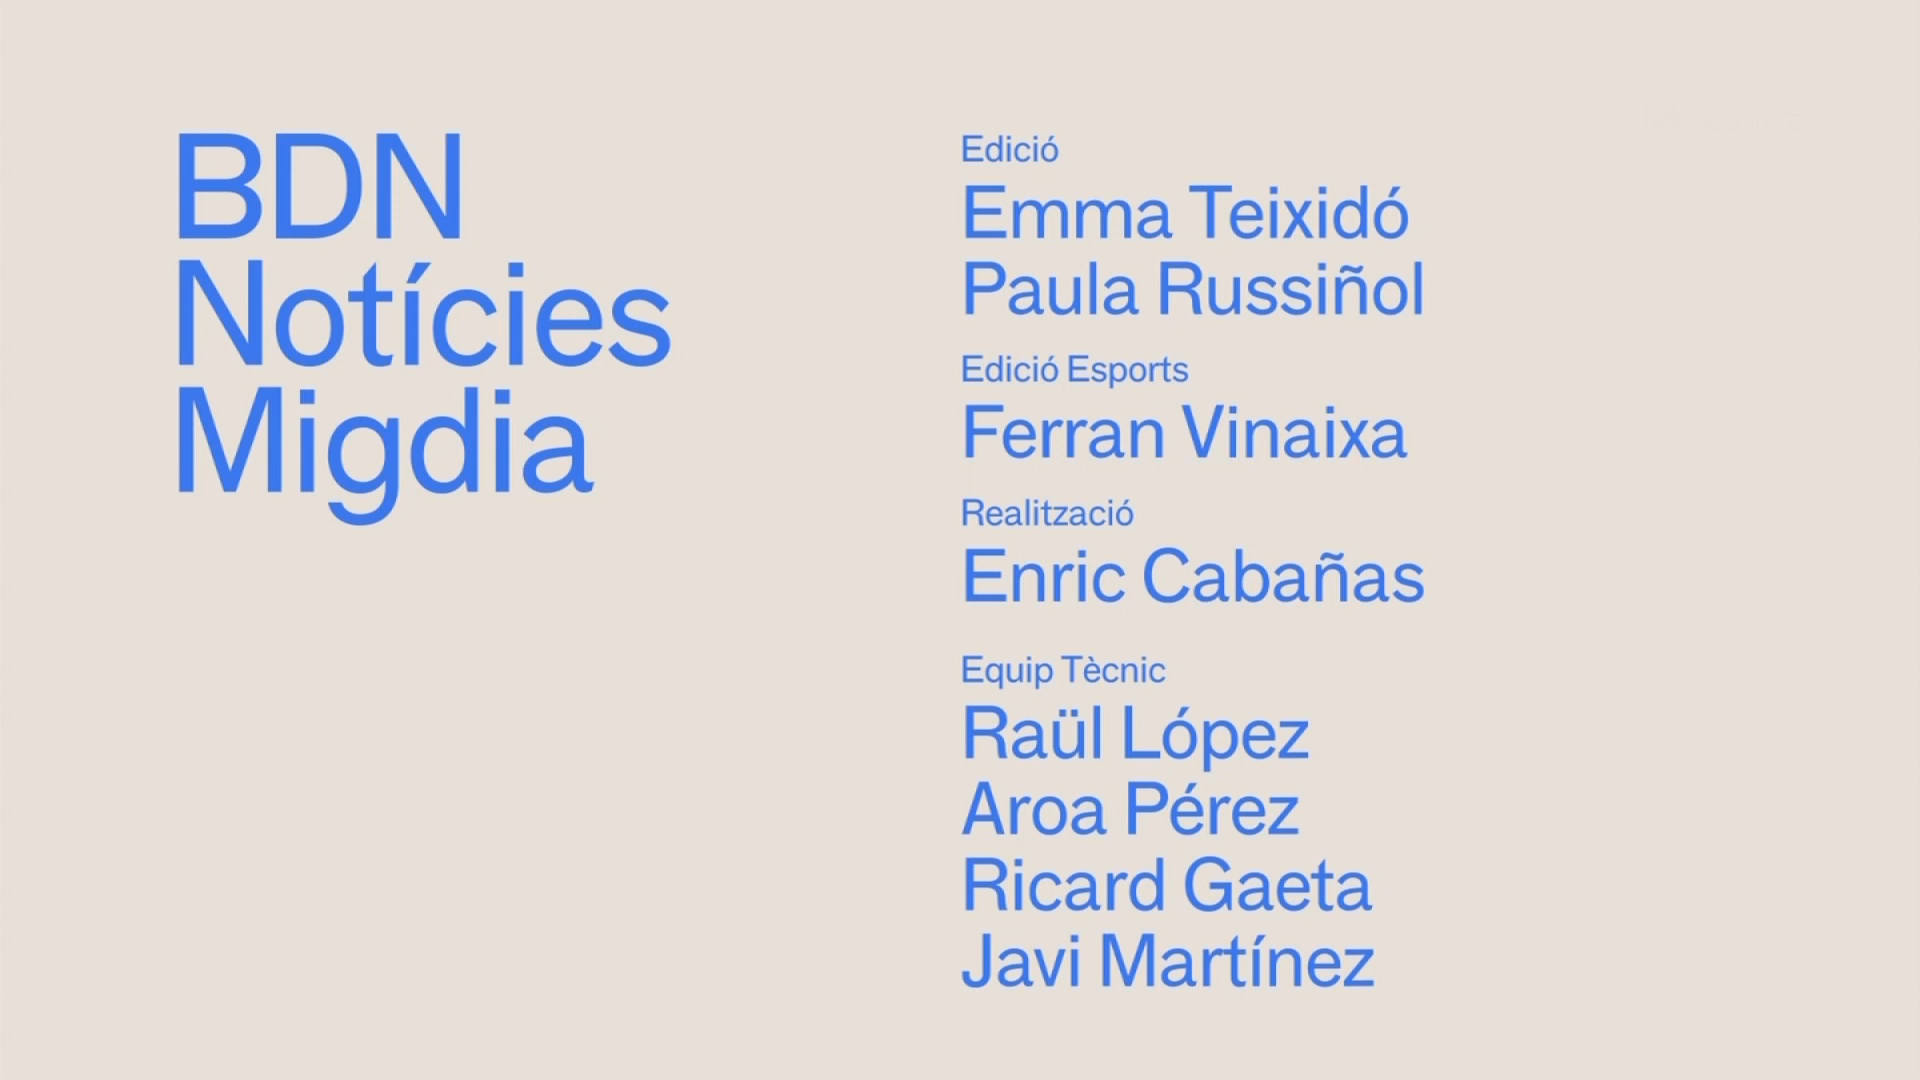 BDN
Notícies
Migdia
Edició
Emma Teixidó
Paula Russiñol
Edició Esports
Ferran Vinaixa
Realització
Enric Cabañas
Equip Tècnic
Raül López
Aroa Pérez
Ricard Gaeta
Javi Martínez